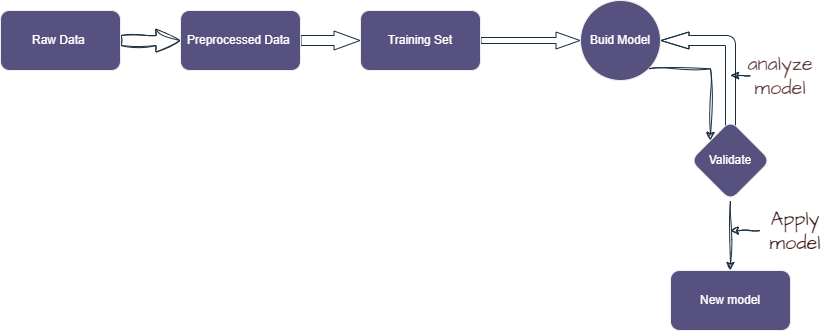 Raw Data
Preprocessed Data
Training Set
Buid Model
analyze
model
Validate
Apply
model
New model